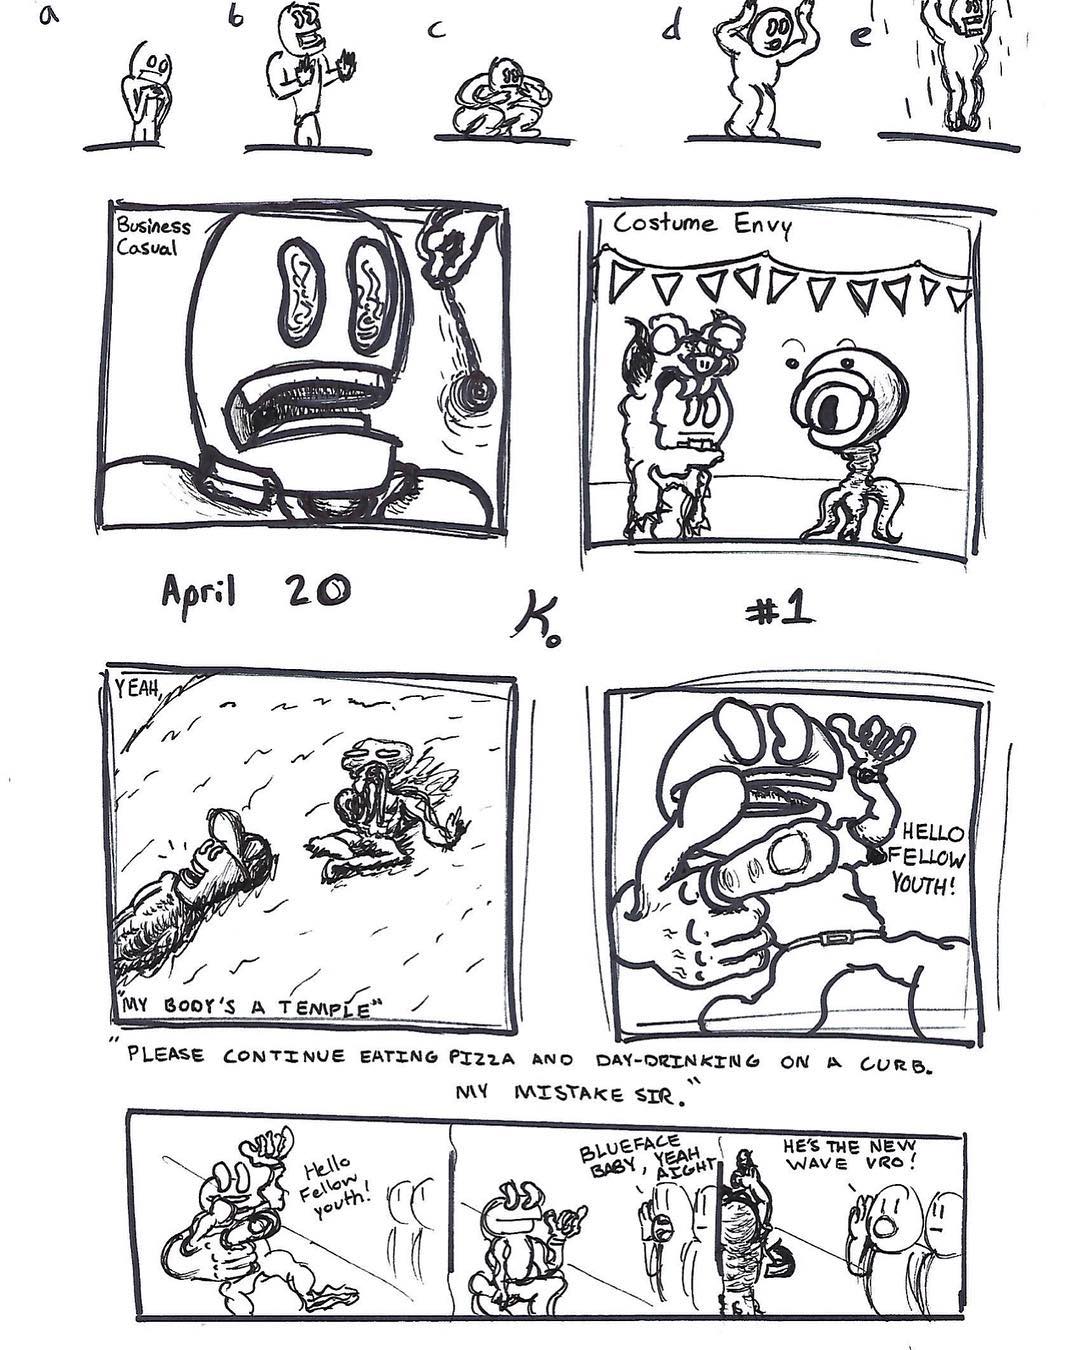 a
b
c
d
e
Business
Casual
Costume Envy
April 20
K.
#1
YEAH,
"MY BODY'S A TEMPLE"
HELLO
FELLOW
YOUTH!
"PLEASE CONTINUE EATING PIZZA AND DAY-DRINKING ON A CURB.
MY MISTAKE SIR."
Hello
Fellow
youth!
BLUEFACE
BABY, YEAH
AIGHT
HE'S THE NEW
WAVE VRO!